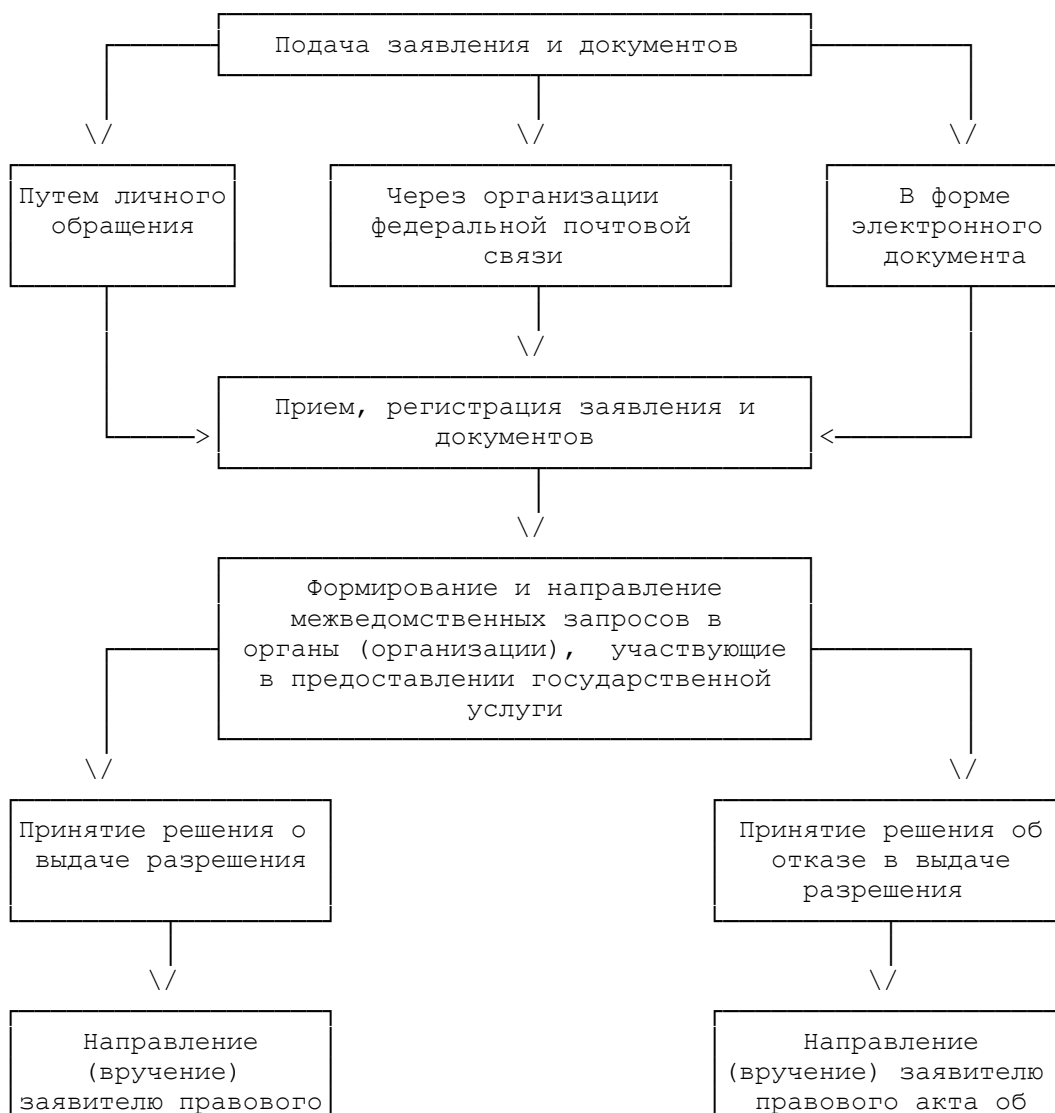 Подача заявления и документов
Путем личного
обращения
Через организации
федеральной почтовой
связи
В форме
электронного
документа
Прием, регистрация заявления и
документов
Формирование и направление
межведомственных запросов в
органы (организации), участвующие
в предоставлении государственной
услуги
Принятие решения о
выдаче разрешения
Принятие решения об
отказе в выдаче
разрешения
Направление
(вручение)
заявителю правового
Направление
(вручение) заявителю
правового акта об